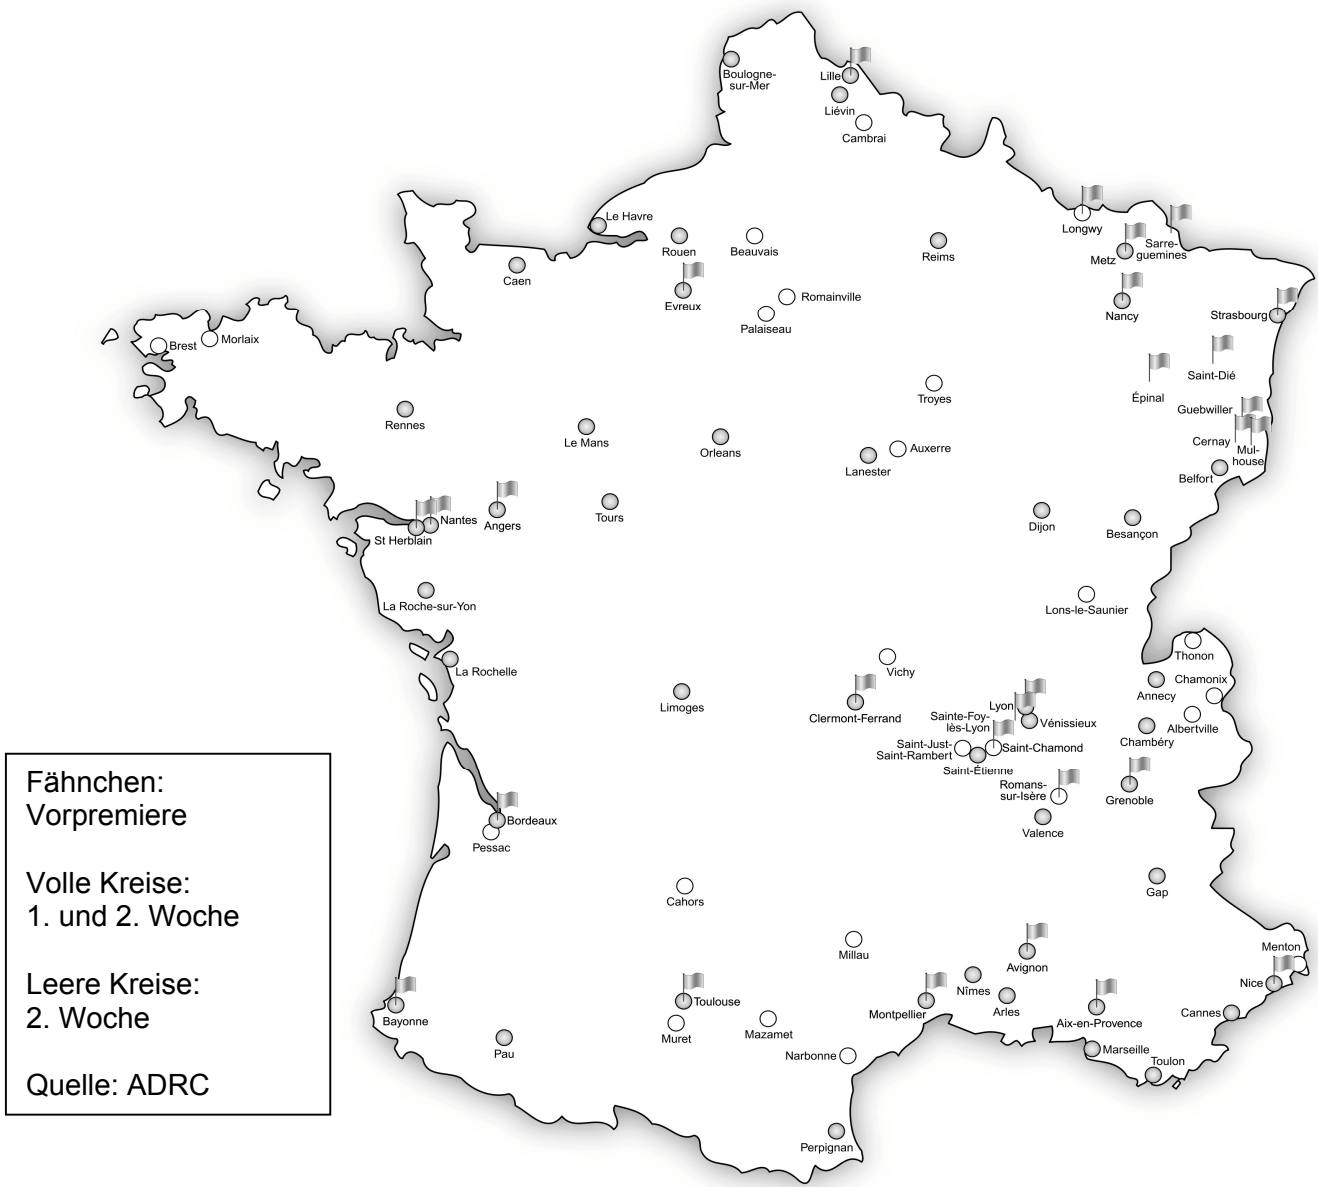 Boulogne-
sur-Mer
Lille
Liévin
Cambrai
Le Havre
Rouen
Beauvais
Reims
Longwy
Metz
Sarre-
guemines
Caen
Evreux
Romainville
Palaiseau
Nancy
Strasbourg
Brest
Morlaix
Saint-Dié
Épinal
Troyes
Guebwiller
Rennes
Le Mans
Orleans
Lanester
Auxerre
Cernay
Mul-
house
Belfort
Nantes
St Herblain
Angers
Tours
Dijon
Besançon
La Roche-sur-Yon
Lons-le-Saunier
La Rochelle
Vichy
Thonon
Annecy
Chamonix
Limoges
Clermont-Ferrand
Lyon
Vénissieux
Sainte-Foy-
lès-Lyon
Albertville
Chambéry
Saint-Just-
Saint-Rambert
Saint-Chamond
Saint-Étienne
Romans-
sur-Isère
Grenoble
Valence
Bordeaux
Pessac
Cahors
Gap
Millau
Avignon
Menton
Nice
Nîmes
Arles
Bayonne
Toulouse
Montpellier
Aix-en-Provence
Cannes
Pau
Muret
Mazamet
Narbonne
Marseille
Toulon
Perpignan
Fähnchen:
Vorpremiere
Volle Kreise:
1. und 2. Woche
Leere Kreise:
2. Woche
Quelle: ADRC